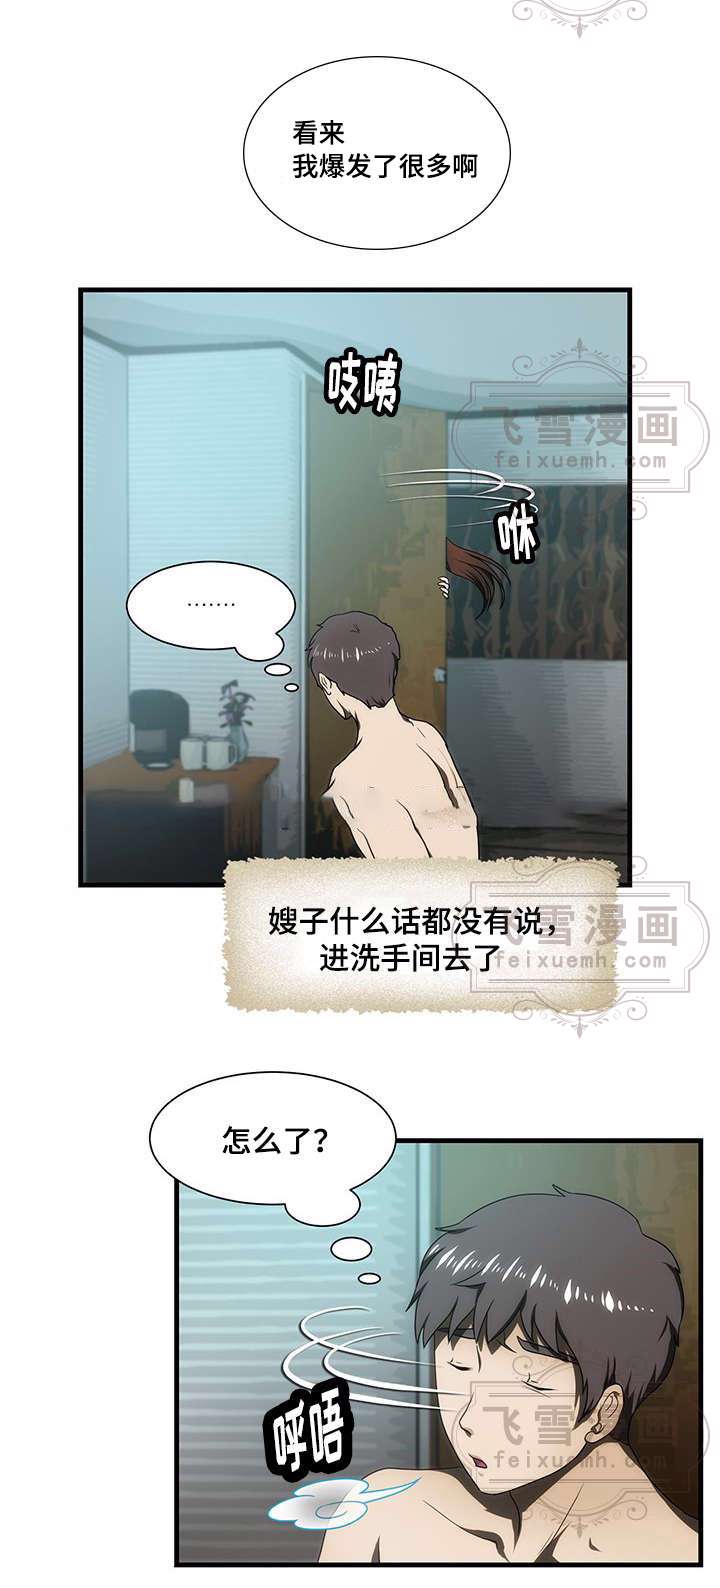 看来
我爆发了很多啊
吱咦
飞雪漫画
feixuemh.com
咻
.......
嫂子什么话都没有说，
进洗手间去了
飞雪漫画
feixuemh.com
怎么了？
呼唔
飞雪漫画
feixuemh.com